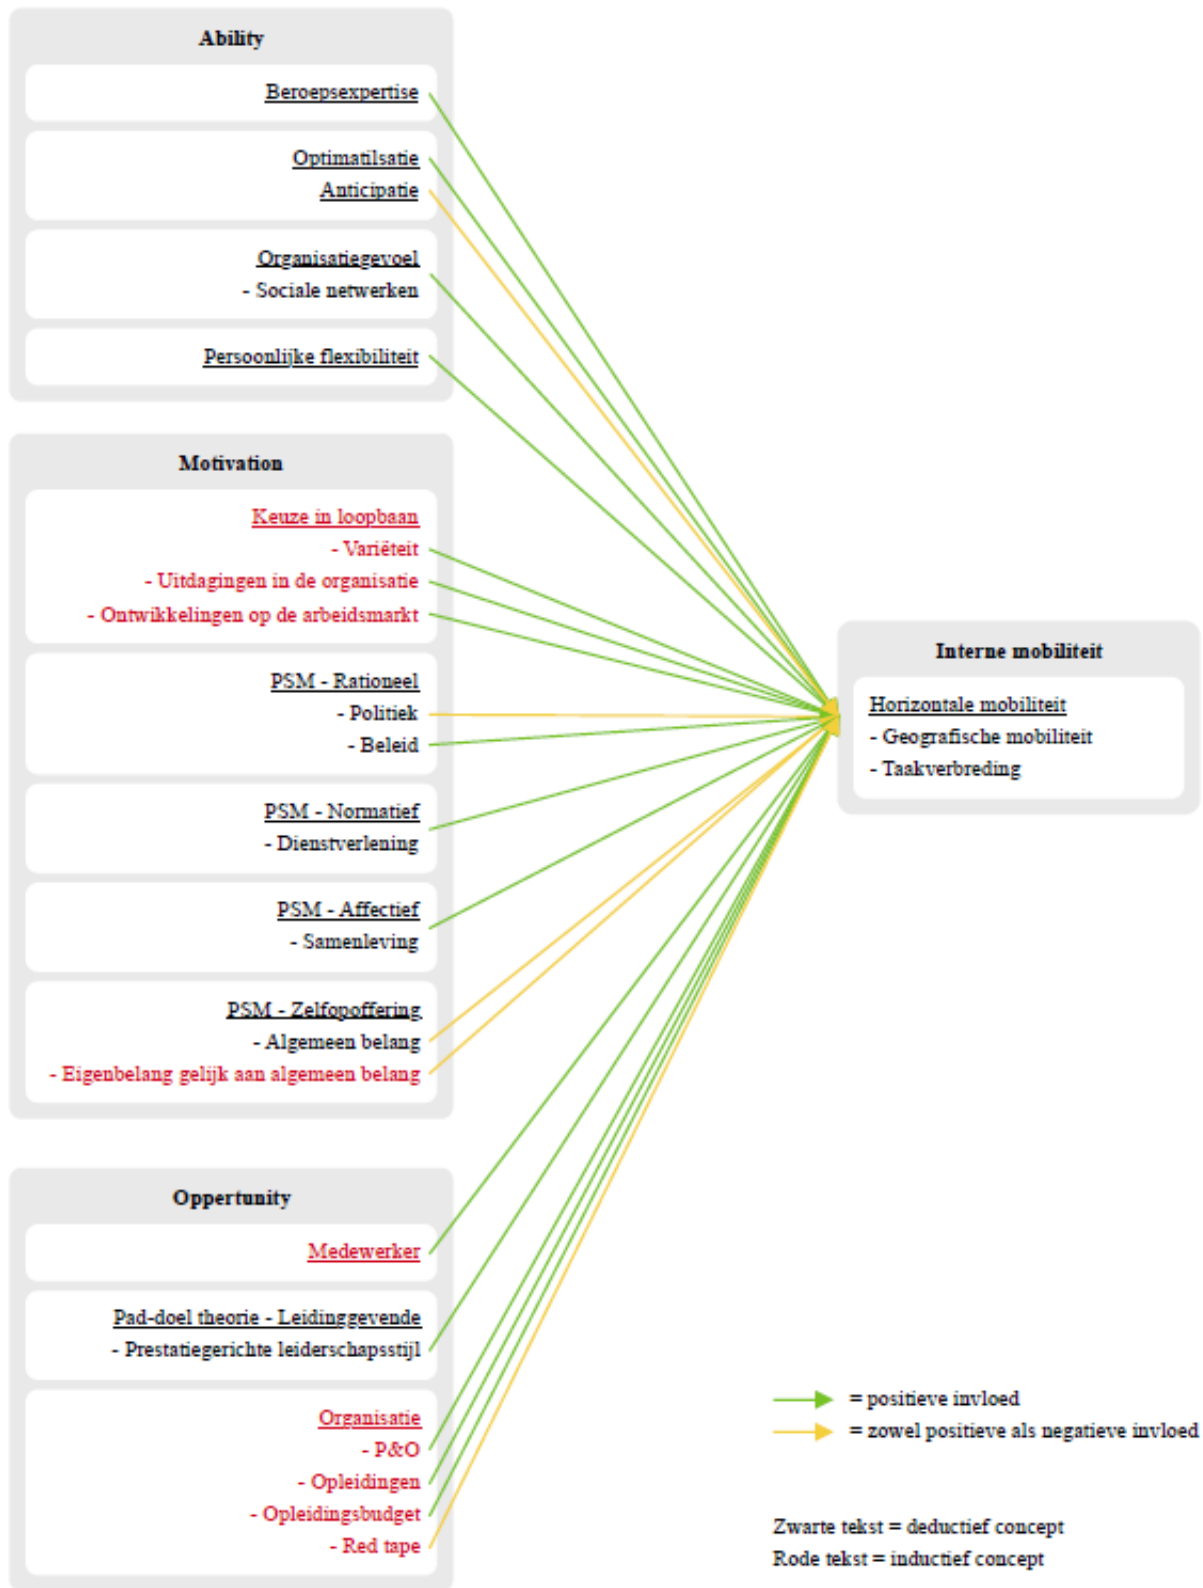 Ability
Beroepsexpertise
Optimatilsatie
Anticipatie
Organisatiegevoel
- Sociale netwerken
Persoonlijke flexibiliteit
Motivation
Keuze in loopbaan
- Variëteit
- Uitdagingen in de organisatie
- Ontwikkelingen op de arbeidsmarkt
PSM - Rationeel
- Politiek
- Beleid
PSM - Normatief
- Dienstverlening
PSM - Affectief
- Samenleving
PSM - Zelfopoffering
- Algemeen belang
- Eigenbelang gelijk aan algemeen belang
Oppertunity
Medewerker
Pad-doel theorie - Leidinggevende
- Prestatiegerichte leiderschapsstijl
Organisatie
- P&O
- Opleidingen
- Opleidingsbudget
- Red tape
Interne mobiliteit
Horizontale mobiliteit
- Geografische mobiliteit
- Taakverbreding
= positieve invloed
= zowel positieve als negatieve invloed
Zwarte tekst = deductief concept
Rode tekst = inductief concept